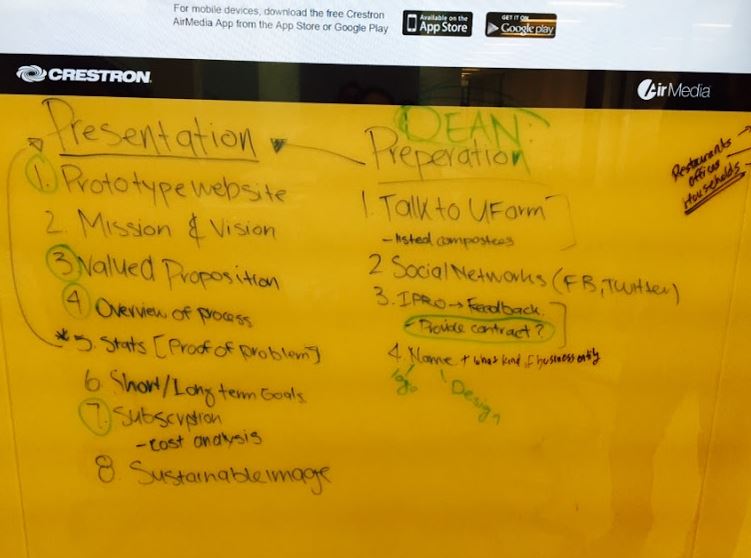 For mobile devices, download the free Crestron
AirMedia App from the App Store or Google Play
Available on the
App Store
GET IT ON
Google play
CRESTRON
AirMedia
Presentation
1. Prototype website
2. Mission & Vision
3 Valued Proposition
4 Overview of process
*5. Stats [Proof of problem]
6 Short/Long term Goals
7. Subscription
- cost analysis
8 Sustainable image
DEAN:
Preperation
1. Talk to UForm
- listed compostees
2 Social Networks (FB, Twitter)
3. IPRO → Feedback.
- Provide contract?
4. Name + what kind of business entity
logo
Design
Restaurants
offices
Households